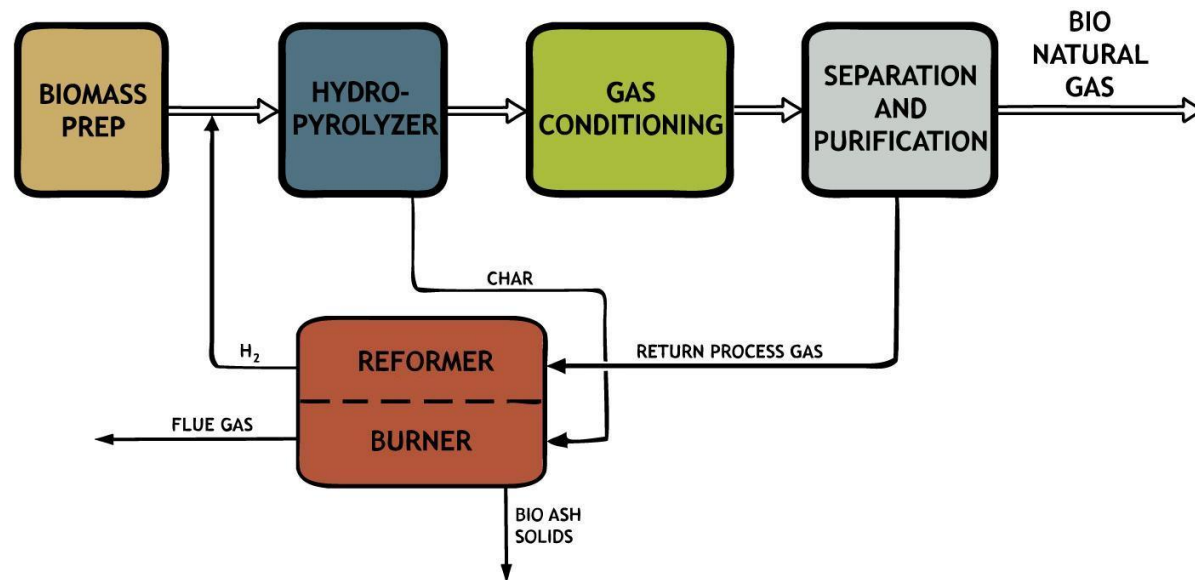 BIOMASS
PREP
HYDRO-
PYROLYZER
GAS
CONDITIONING
SEPARATION
AND
PURIFICATION
BIO
NATURAL
GAS
CHAR
H₂
REFORMER
RETURN PROCESS GAS
FLUE GAS
BURNER
BIO ASH
SOLIDS